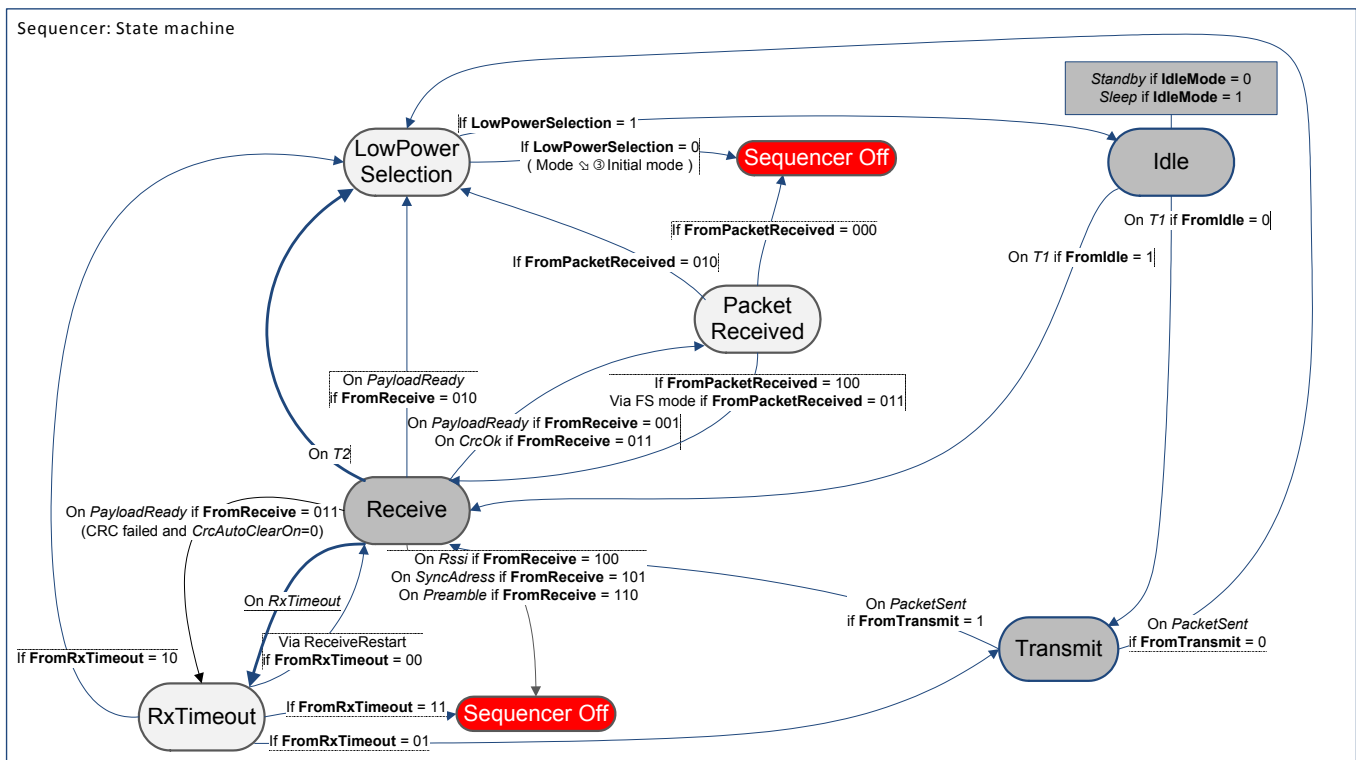 Sequencer: State machine
Standby if IdleMode = 0
Sleep if IdleMode = 1
If LowPowerSelection = 1
LowPower
Selection
If LowPowerSelection = 0
( Mode ⇘ ③ Initial mode )
Sequencer Off
Idle
On T1 if FromIdle = 0
If FromPacketReceived = 000
On T1 if FromIdle = 1
If FromPacketReceived = 010
Packet
Received
On PayloadReady
if FromReceive = 010
If FromPacketReceived = 100
Via FS mode if FromPacketReceived = 011
On PayloadReady if FromReceive = 001
On CrcOk if FromReceive = 011
On T2
Receive
On PayloadReady if FromReceive = 011
(CRC failed and CrcAutoClearOn=0)
On Rssi if FromReceive = 100
On SyncAdress if FromReceive = 101
On Preamble if FromReceive = 110
On RxTimeout
On PacketSent
if FromTransmit = 1
On PacketSent
if FromTransmit = 0
Transmit
Via ReceiveRestart
if FromRxTimeout = 00
If FromRxTimeout = 10
RxTimeout
If FromRxTimeout = 11
Sequencer Off
If FromRxTimeout = 01